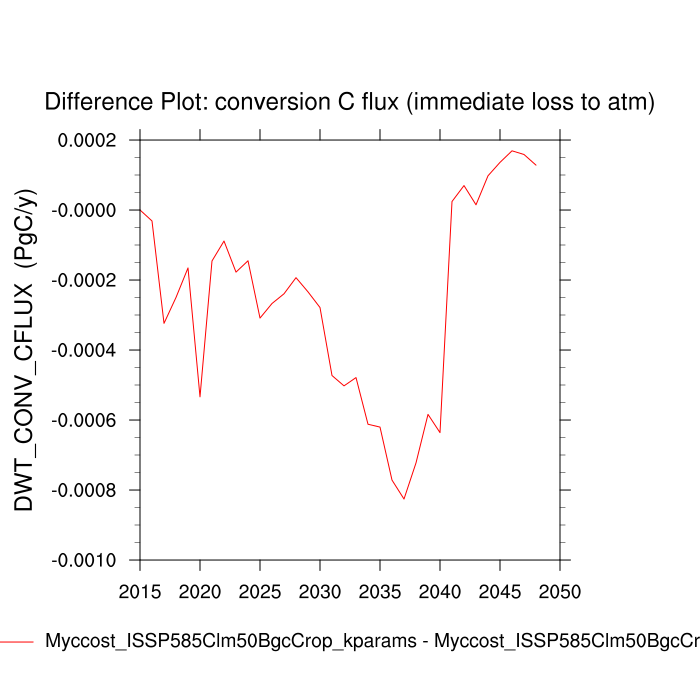 Difference Plot: conversion C flux (immediate loss to atm)
0.0002
-0.0000
-0.0002
-0.0004
-0.0006
-0.0008
-0.0010
DWT_CONV_CFLUX (PgC/y)
2015 2020 2025 2030 2035 2040 2045 2050
Myccost_ISSP585Clm50BgcCrop_kparams - Myccost_ISSP585Clm50BgcCr